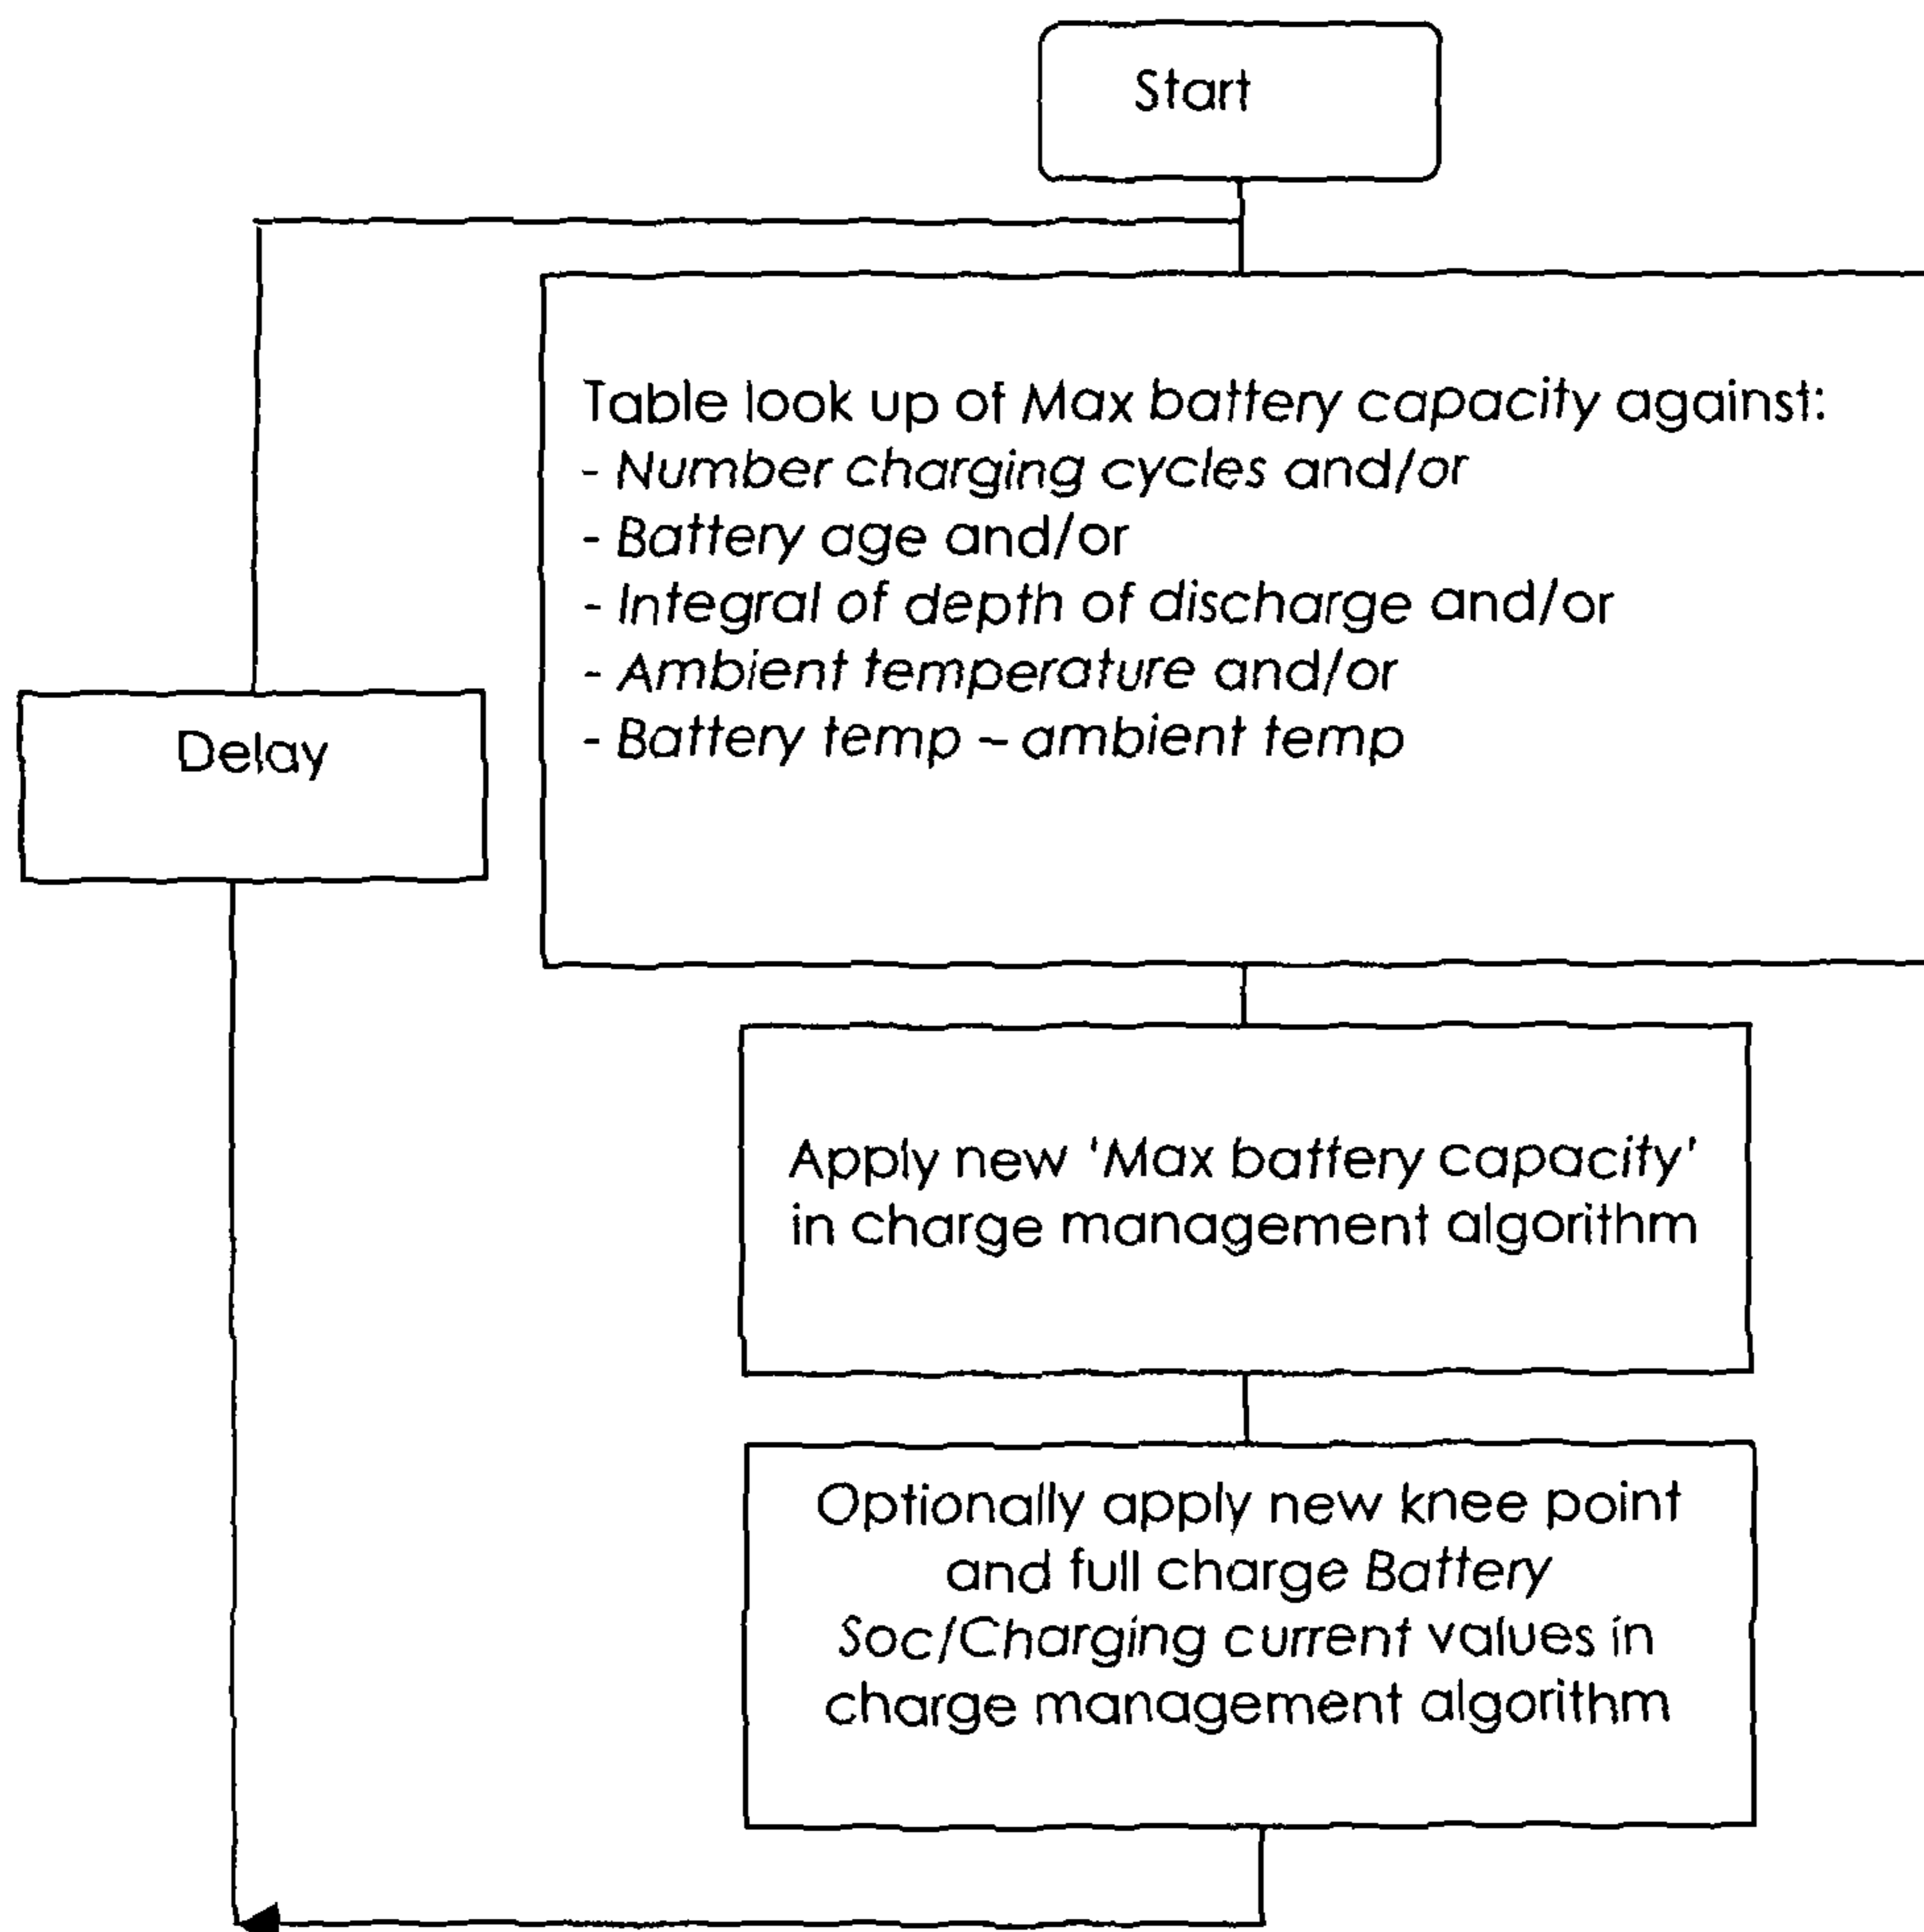 Start
Table look up of Max battery capacity against:
- Number charging cycles and/or
- Battery age and/or
- Integral of depth of discharge and/or
- Ambient temperature and/or
- Battery temp – ambient temp
Delay
Apply new ‘Max battery capacity’
in charge management algorithm
Optionally apply new knee point
and full charge Battery
Soc/Charging current values in
charge management algorithm